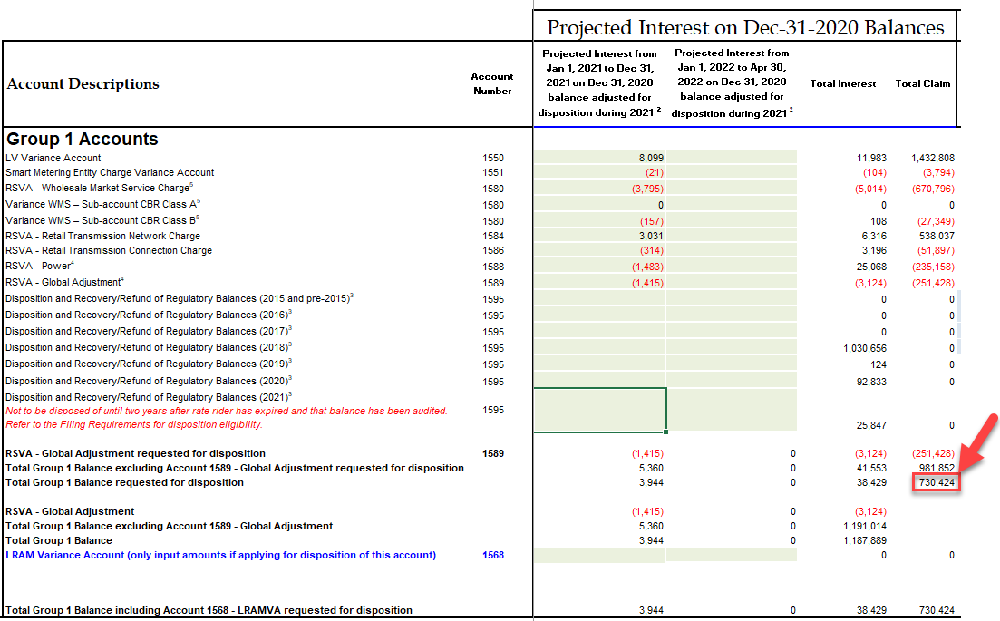 Projected Interest on Dec-31-2020 Balances
Account Descriptions
Account Number
Projected Interest from Jan 1, 2021 to Dec 31, 2021 on Dec 31, 2020 balance adjusted for disposition during 2021 2
Projected Interest from Jan 1, 2022 to Apr 30, 2022 on Dec 31, 2020 balance adjusted for disposition during 2021 2
Total Interest
Total Claim
Group 1 Accounts
LV Variance Account 1550 8,099 11,983 1,432,808
Smart Metering Entity Charge Variance Account 1551 (21) (104) (3,794)
RSVA - Wholesale Market Service Charge5 1580 (3,795) (5,014) (670,796)
Variance WMS – Sub-account CBR Class A5 1580 0 0 0
Variance WMS – Sub-account CBR Class B5 1580 (157) 108 (27,349)
RSVA - Retail Transmission Network Charge 1584 3,031 6,316 538,037
RSVA - Retail Transmission Connection Charge 1586 (314) 3,196 (51,897)
RSVA - Power4 1588 (1,483) 25,068 (235,158)
RSVA - Global Adjustment4 1589 (1,415) (3,124) (251,428)
Disposition and Recovery/Refund of Regulatory Balances (2015 and pre-2015)3 1595 0 0
Disposition and Recovery/Refund of Regulatory Balances (2016)3 1595 0 0
Disposition and Recovery/Refund of Regulatory Balances (2017)3 1595 0 0
Disposition and Recovery/Refund of Regulatory Balances (2018)3 1595 1,030,656 0
Disposition and Recovery/Refund of Regulatory Balances (2019)3 1595 124 0
Disposition and Recovery/Refund of Regulatory Balances (2020)3 1595 92,833 0
Disposition and Recovery/Refund of Regulatory Balances (2021)3
Not to be disposed of until two years after rate rider has expired and that balance has been audited. 1595
Refer to the Filing Requirements for disposition eligibility. 25,847 0
RSVA - Global Adjustment requested for disposition 1589 (1,415) 0 (3,124) (251,428)
Total Group 1 Balance excluding Account 1589 - Global Adjustment requested for disposition 5,360 0 41,553 981,852
Total Group 1 Balance requested for disposition 3,944 0 38,429 730,424
RSVA - Global Adjustment (1,415) 0 (3,124)
Total Group 1 Balance excluding Account 1589 - Global Adjustment 5,360 0 1,191,014
Total Group 1 Balance 3,944 0 1,187,889
LRAM Variance Account (only input amounts if applying for disposition of this account) 1568 0 0
Total Group 1 Balance including Account 1568 - LRAMVA requested for disposition 3,944 0 38,429 730,424